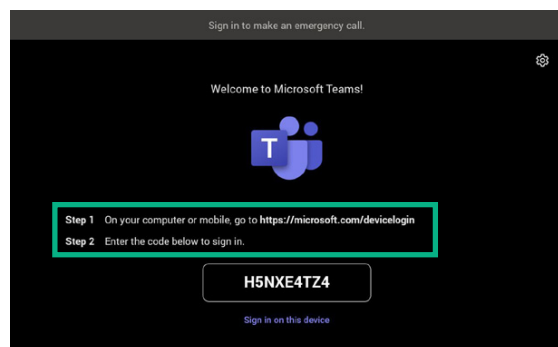 Sign in to make an emergency call.
Welcome to Microsoft Teams!
T
Step 1 On your computer or mobile, go to https://microsoft.com/devicelogin
Step 2 Enter the code below to sign in.
H5NXE4TZ4
Sign in on this device